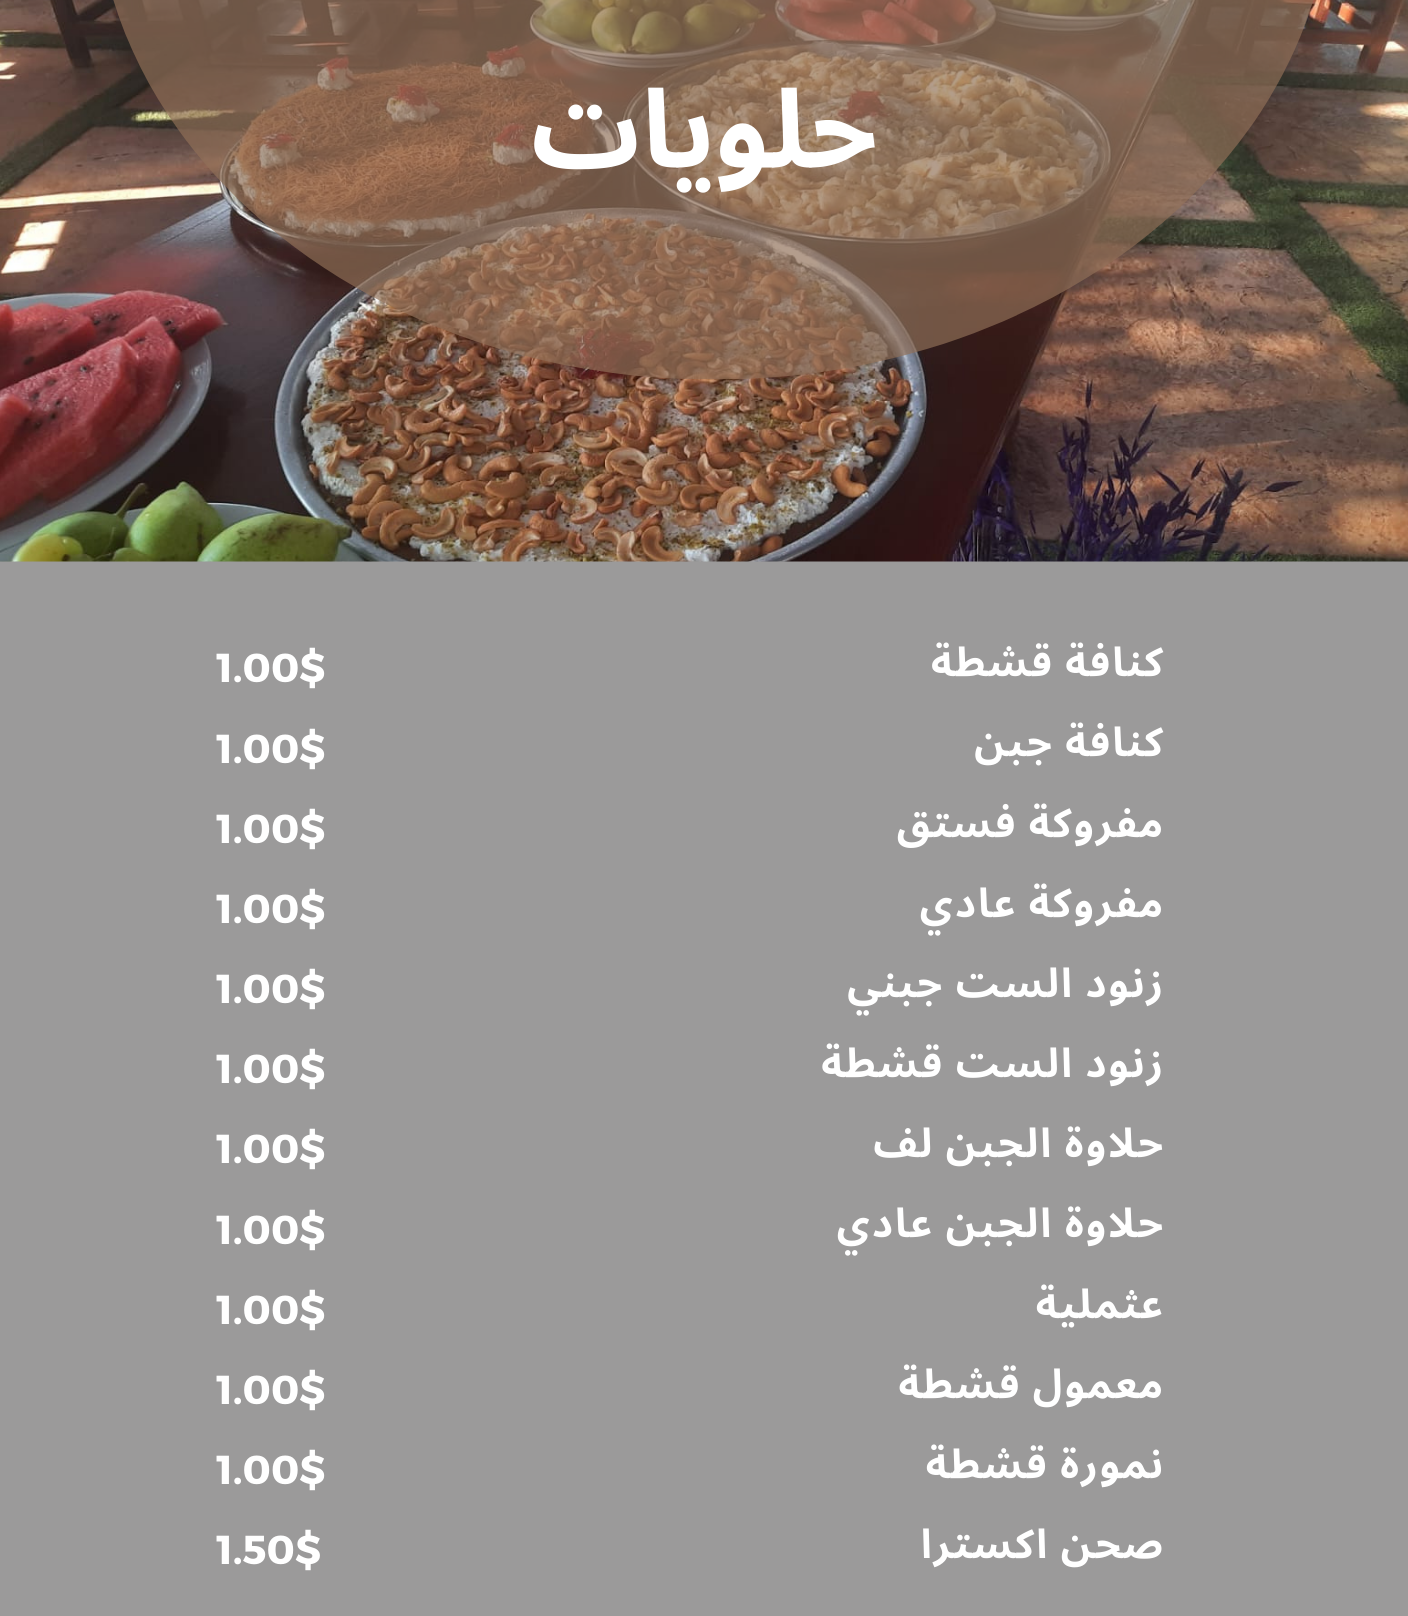 حلويات
كنافة قشطة 1.00$
كنافة جبن 1.00$
مفروكة فستق 1.00$
مفروكة عادي 1.00$
زنود الست جبني 1.00$
زنود الست قشطة 1.00$
حلاوة الجبن لف 1.00$
حلاوة الجبن عادي 1.00$
عثملية 1.00$
معمول قشطة 1.00$
نمورة قشطة 1.00$
صحن اكسترا 1.50$